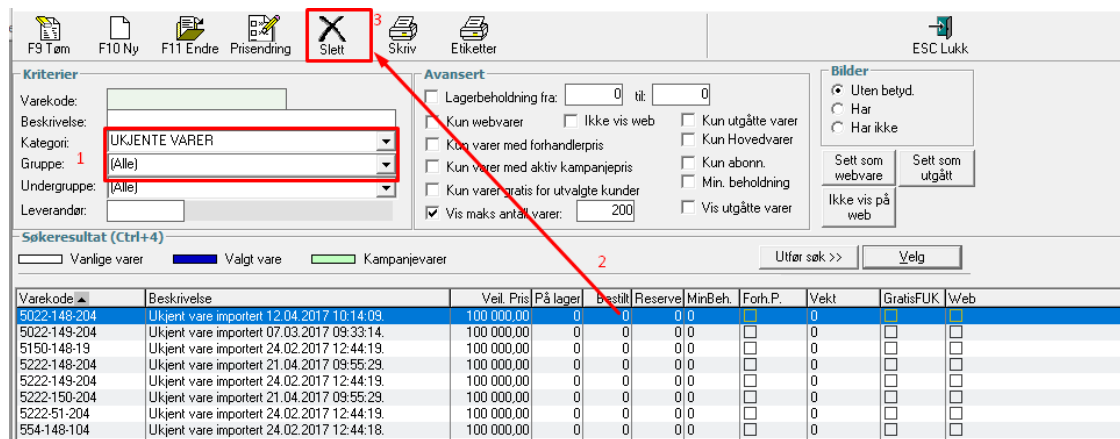 3
F9 Tøm F10 Ny F11 Endre Prisendring Slett Skriv Etiketter ESC Lukk
Kriterier
Varekode:
Beskrivelse:
Kategori: UKJENTE VARER
Gruppe: 1 (Alle)
Undergruppe: (Alle)
Leverandør:
Avansert
Lagerbeholdning fra: 0 til: 0
Kun webvarer Ikke vis web Kun utgåtte varer
Kun varer med forhandlerpris Kun Hovedvarer
Kun varer med aktiv kampanjepris Kun abonn.
Kun varer gratis for utvalgte kunder Min. beholdning
Vis maks antall varer: 200 Vis utgåtte varer
Bilder
Uten betyd.
Har
Har ikke
Sett som webvare
Sett som utgått
Ikke vis på web
Søkeresultat (Ctrl+4)
Vanlige varer Valgt vare Kampanjevarer 2 Utfør søk >> Velg
Varekode Beskrivelse Veil. Pris På lager Bestilt Reserve MinBeh. Forh.P. Vekt GratisFUK Web
5022-148-204 Ukjent vare importert 12.04.2017 10:14:09. 100 000,00 0 0 0 0 0
5022-149-204 Ukjent vare importert 07.03.2017 09:33:14. 100 000,00 0 0 0 0 0
5150-148-19 Ukjent vare importert 24.02.2017 12:44:19. 100 000,00 0 0 0 0 0
5222-148-204 Ukjent vare importert 21.04.2017 09:55:29. 100 000,00 0 0 0 0 0
5222-149-204 Ukjent vare importert 24.02.2017 12:44:19. 100 000,00 0 0 0 0 0
5222-150-204 Ukjent vare importert 21.04.2017 09:55:29. 100 000,00 0 0 0 0 0
5222-51-204 Ukjent vare importert 24.02.2017 12:44:19. 100 000,00 0 0 0 0 0
554-148-104 Ukjent vare importert 24.02.2017 12:44:18. 100 000,00 0 0 0 0 0